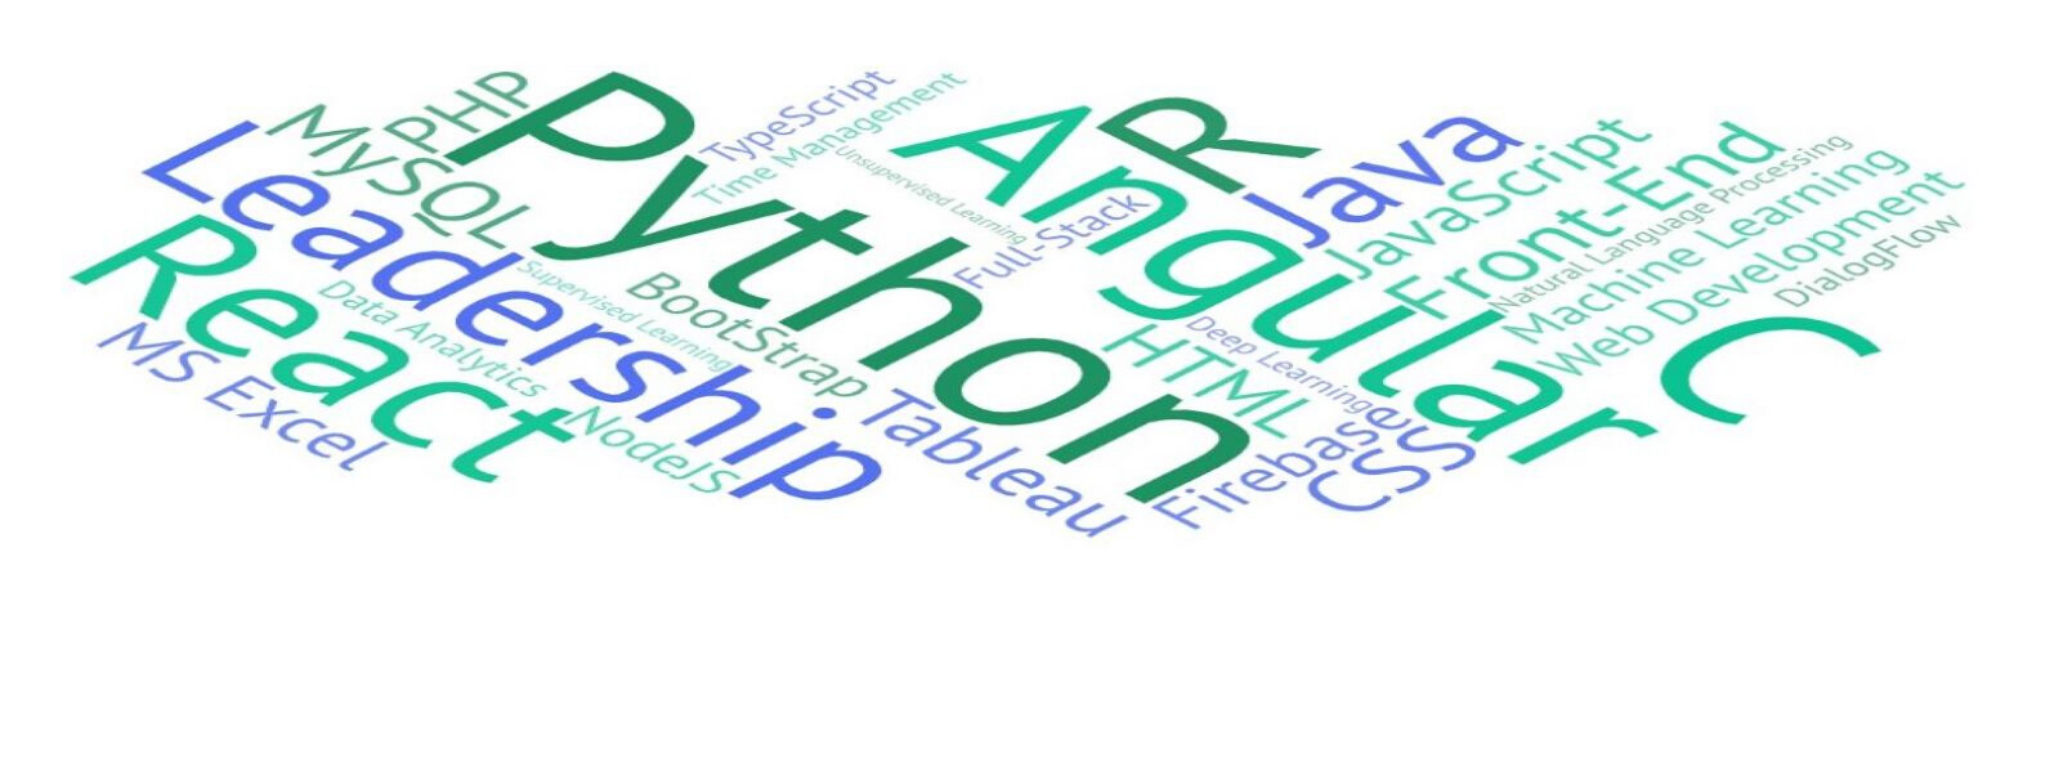 PHP
MySQL
Leadership
React
MS Excel
Data Analytics
NodeJS
Supervised Learning
BootStrap
Python
Tableau
TypeScript
Time Management
Unsupervised Learning
Full-Stack
Angular
R
Java
JavaScript
Front-End
Natural Language Processing
Machine Learning
Web Development
DialogFlow
C
HTML
Deep Learning
Firebase
CSS